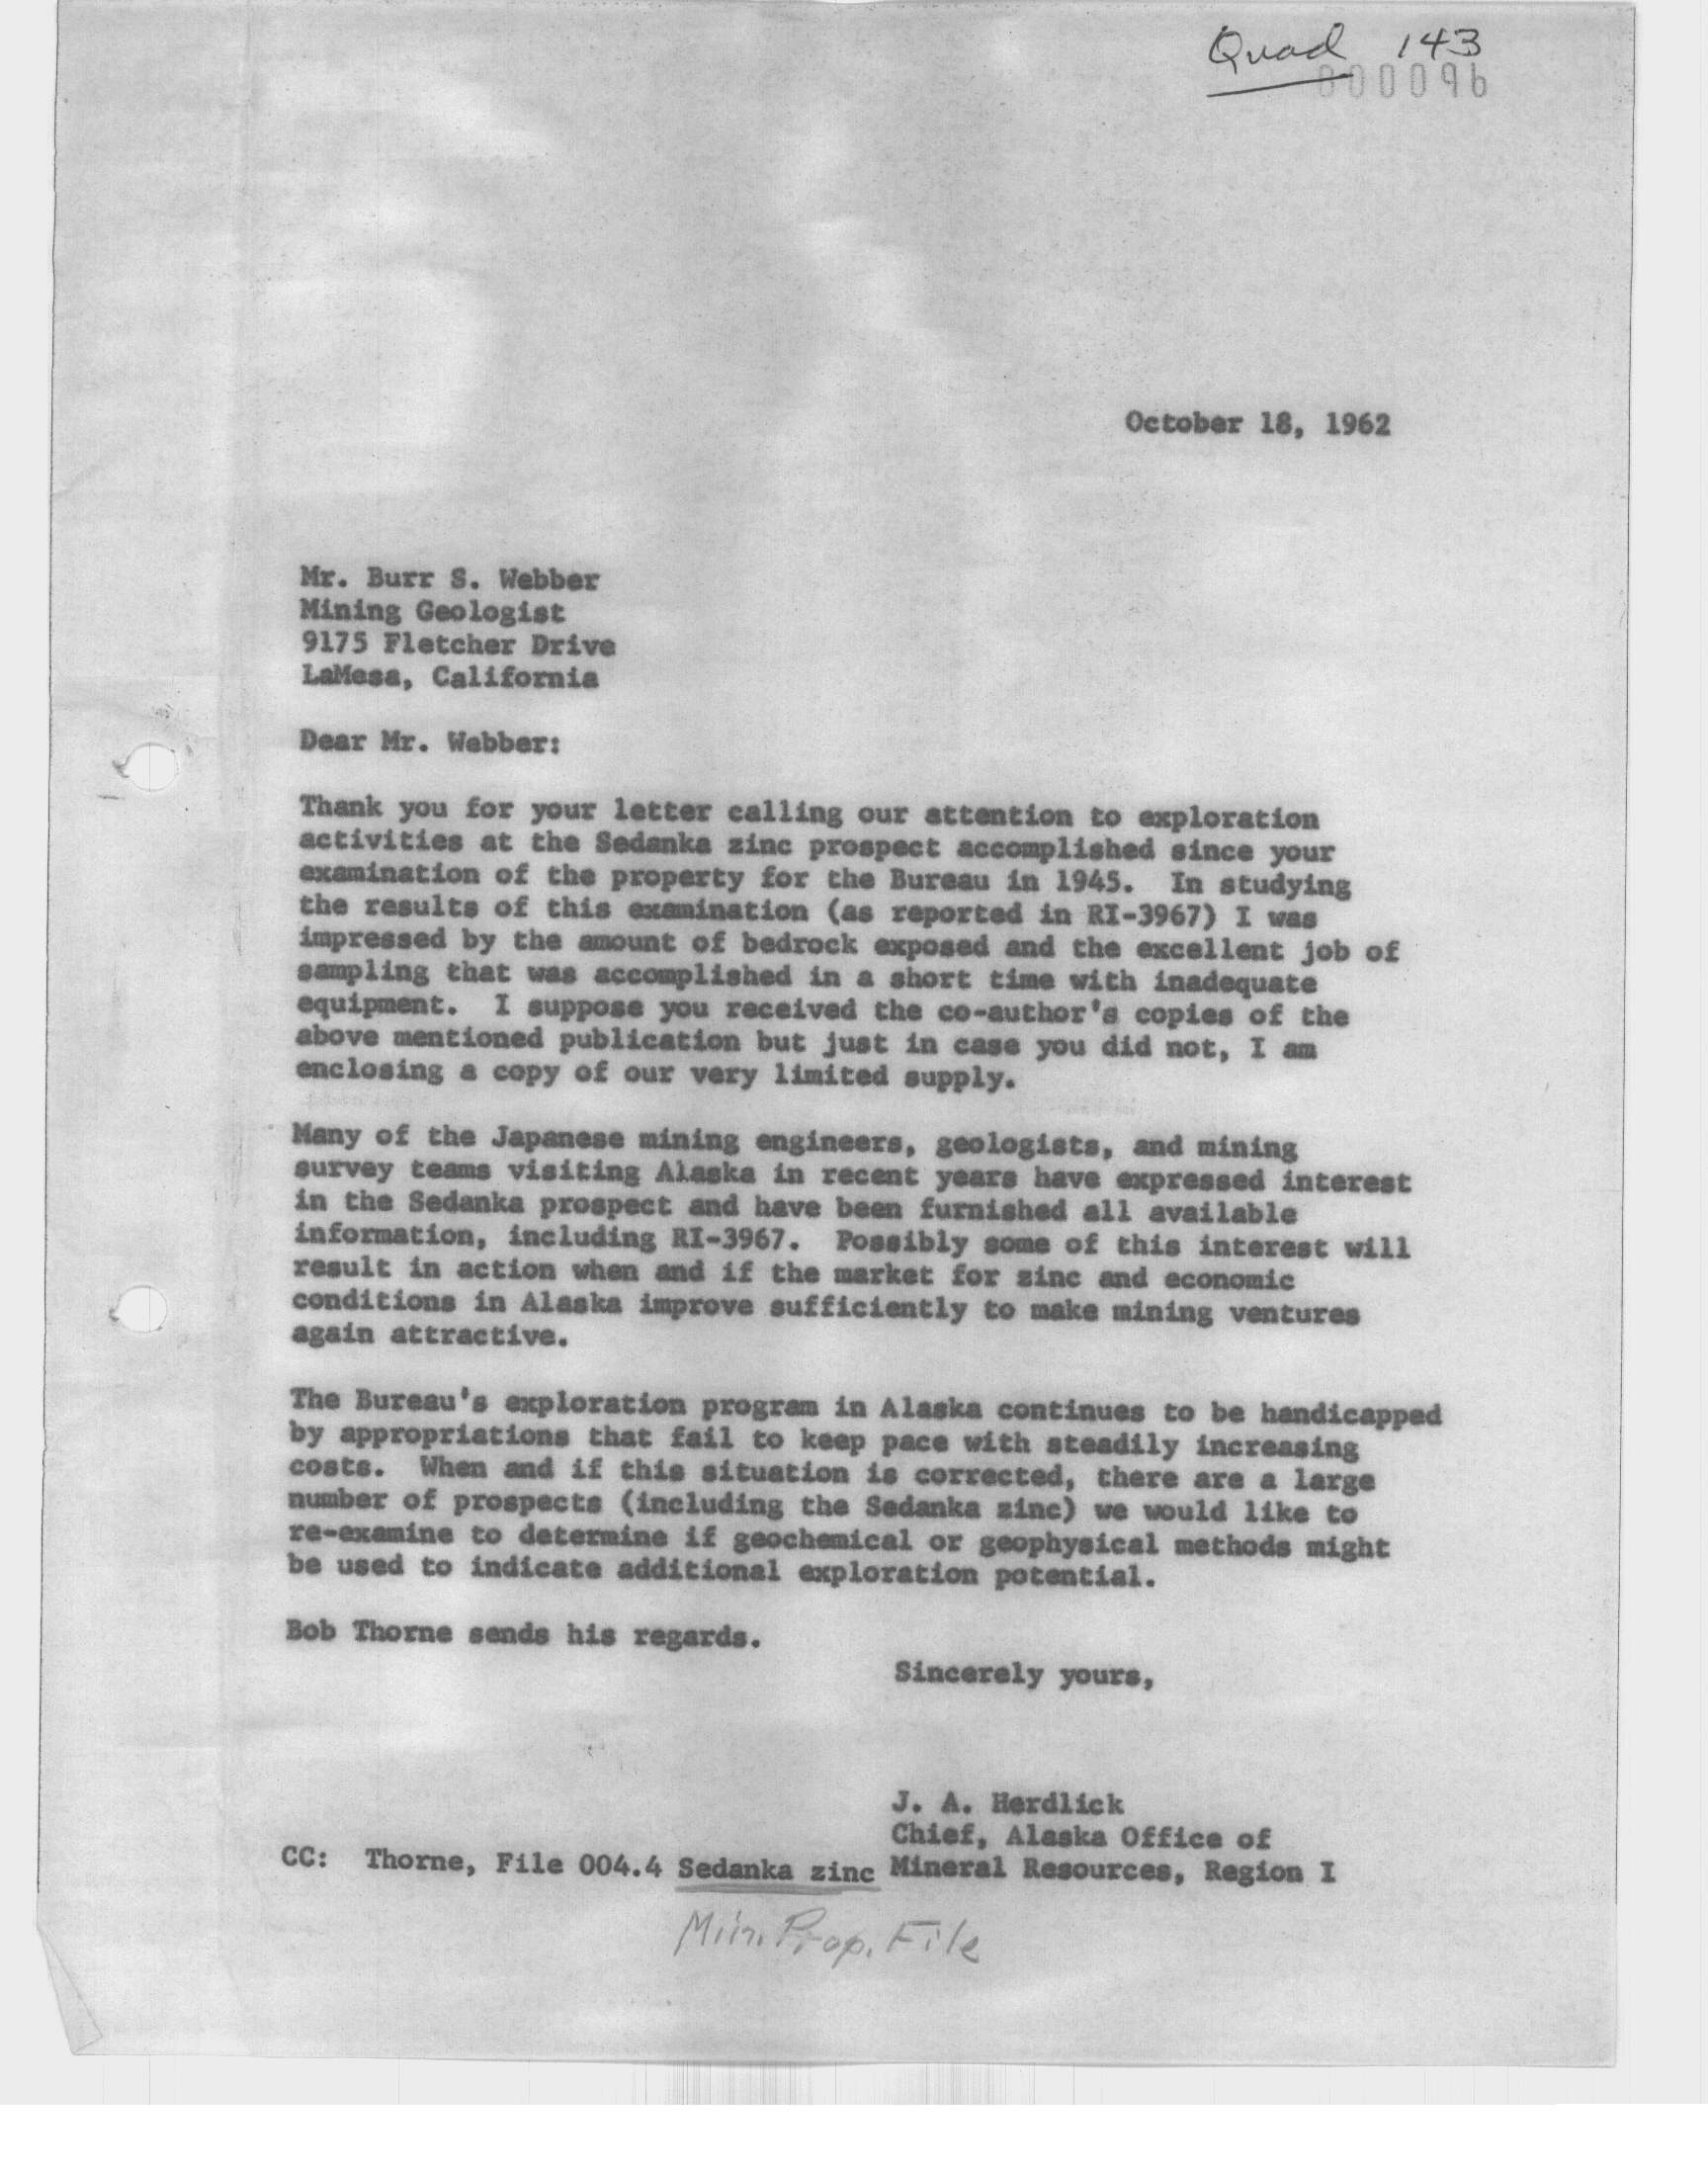 Quad 143
000096
October 18, 1962
Mr. Burr S. Webber
Mining Geologist
9175 Fletcher Drive
LaMesa, California
Dear Mr. Webber:
Thank you for your letter calling our attention to exploration
activities at the Sedanka zinc prospect accomplished since your
examination of the property for the Bureau in 1945. In studying
the results of this examination (as reported in RI-3967) I was
impressed by the amount of bedrock exposed and the excellent job of
sampling that was accomplished in a short time with inadequate
equipment. I suppose you received the co-author's copies of the
above mentioned publication but just in case you did not, I am
enclosing a copy of our very limited supply.
Many of the Japanese mining engineers, geologists, and mining
survey teams visiting Alaska in recent years have expressed interest
in the Sedanka prospect and have been furnished all available
information, including RI-3967. Possibly some of this interest will
result in action when and if the market for zinc and economic
conditions in Alaska improve sufficiently to make mining ventures
again attractive.
The Bureau's exploration program in Alaska continues to be handicapped
by appropriations that fail to keep pace with steadily increasing
costs. When and if this situation is corrected, there are a large
number of prospects (including the Sedanka zinc) we would like to
re-examine to determine if geochemical or geophysical methods might
be used to indicate additional exploration potential.
Bob Thorne sends his regards.
Sincerely yours,
J. A. Herdlick
Chief, Alaska Office of
Mineral Resources, Region I
CC: Thorne, File 004.4 Sedanka zinc
Min. Prop. File